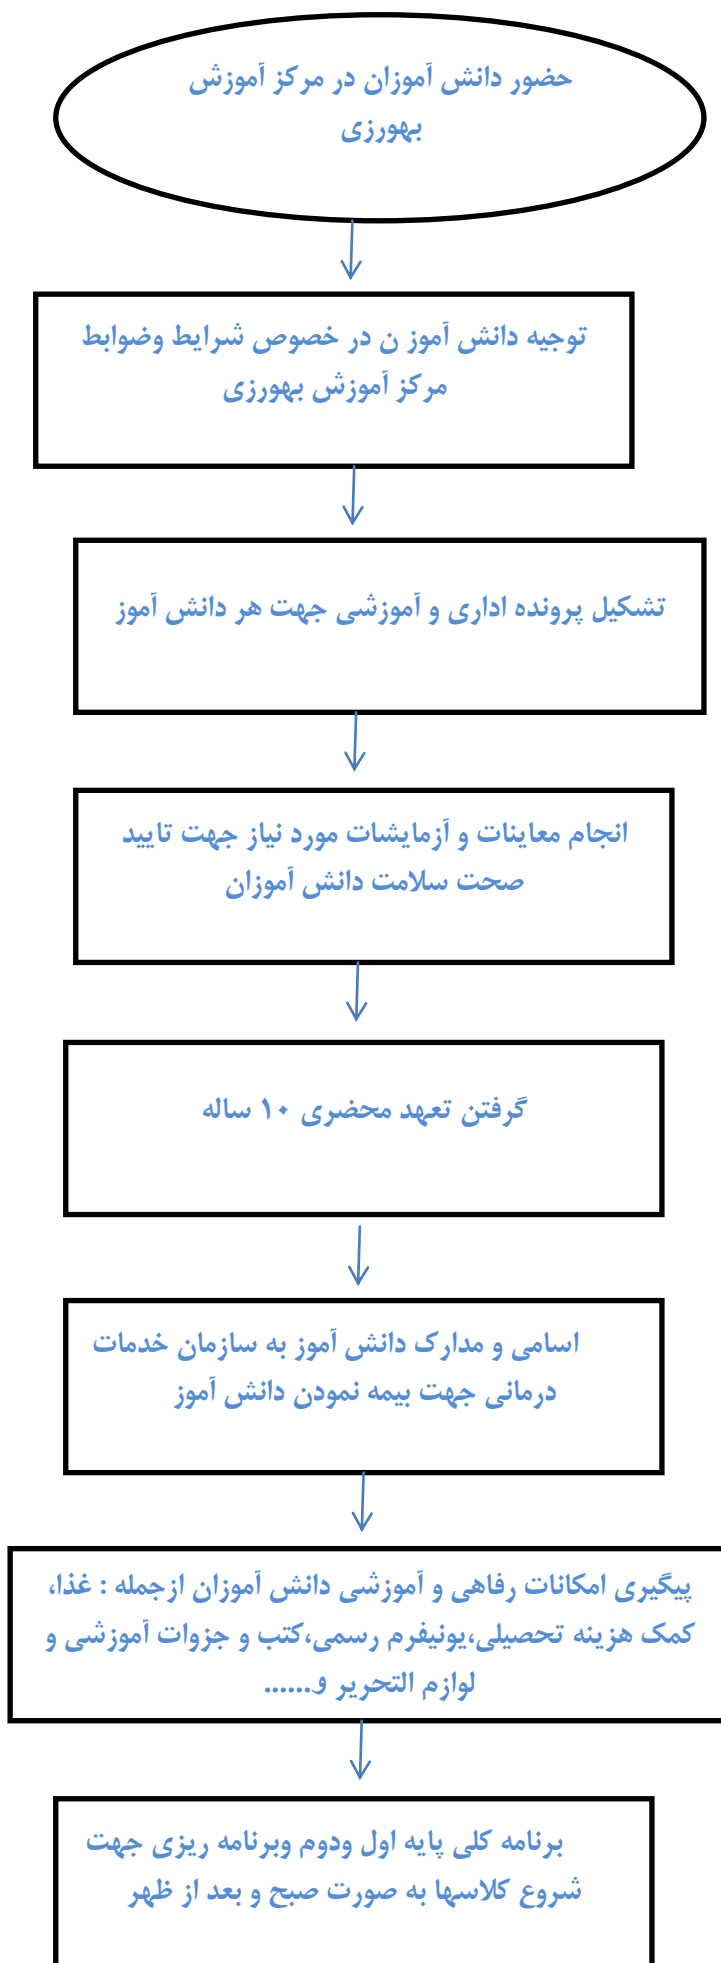 حضور دانش آموزان در مرکز آموزش
بهورزی
توجیه دانش آموز ن در خصوص شرایط وضوابط
مرکز آموزش بهورزی
تشکیل پرونده اداری و آموزشی جهت هر دانش آموز
انجام معاینات و آزمایشات مورد نیاز جهت تایید
صحت سلامت دانش آموزان
گرفتن تعهد محضری ۱۰ ساله
اسامی و مدارک دانش آموز به سازمان خدمات
درمانی جهت بیمه نمودن دانش آموز
پیگیری امکانات رفاهی و آموزشی دانش آموزان ازجمله : غذا،
کمک هزینه تحصیلی،یونیفرم رسمی،کتب و جزوات آموزشی و
لوازم التحریر و......
برنامه کلی پایه اول ودوم وبرنامه ریزی جهت
شروع کلاسها به صورت صبح و بعد از ظهر